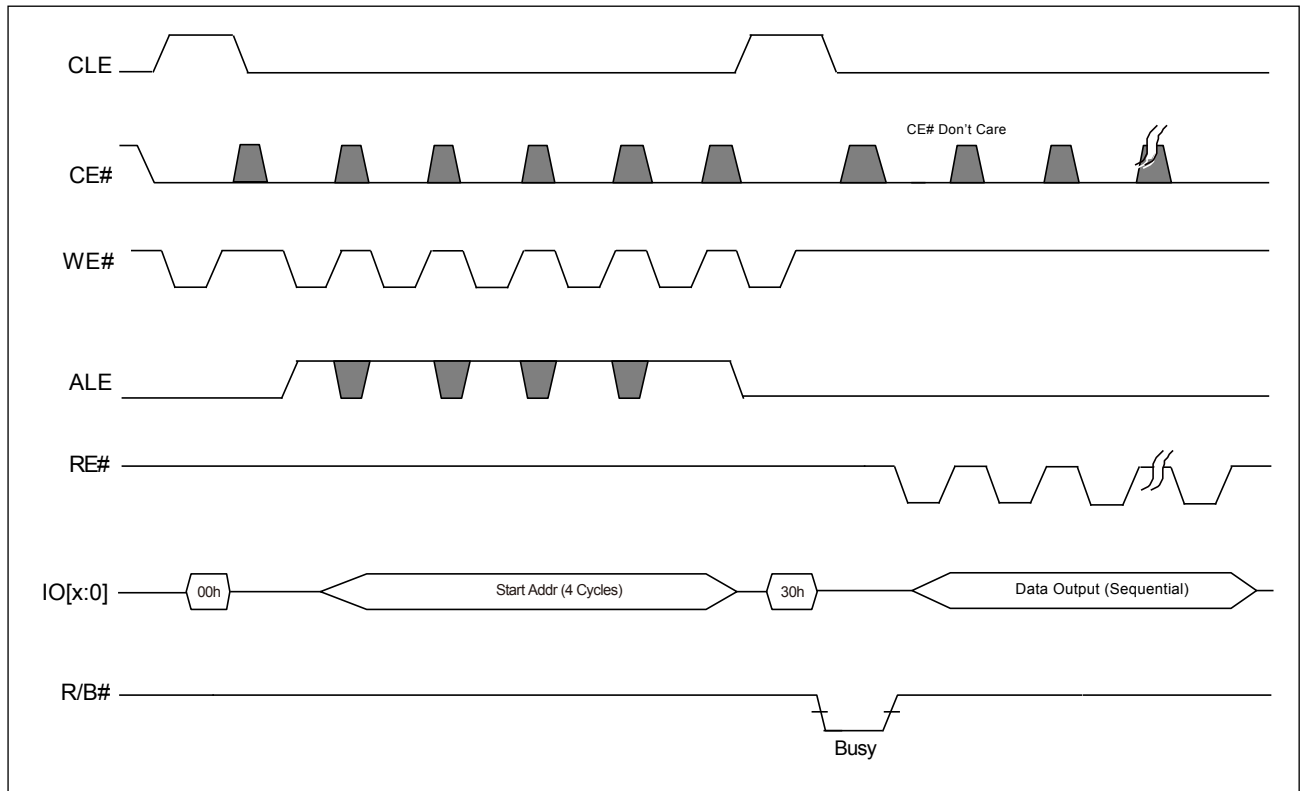 CLE
CE# Don't Care
CE#
WE#
ALE
RE#
IO[x:0]
00h
Start Addr (4 Cycles)
30h
Data Output (Sequential)
R/B#
Busy